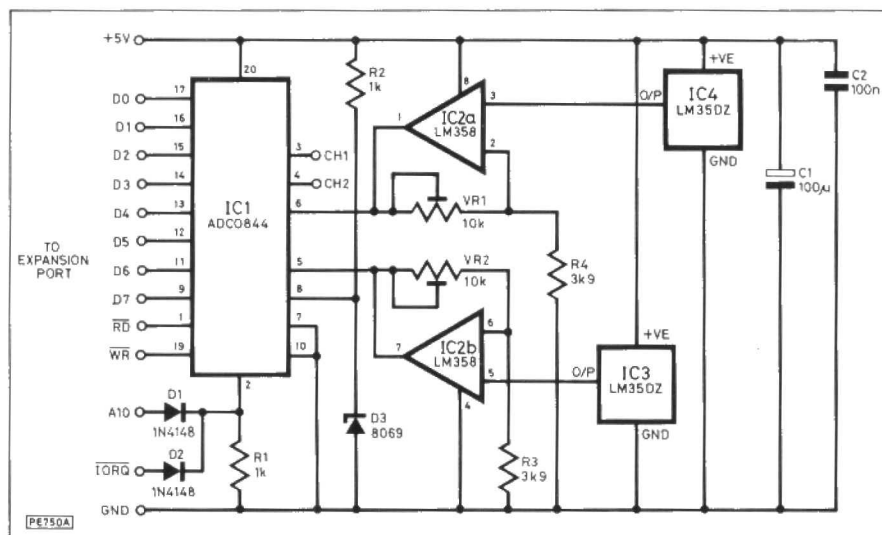 +5V
20
R2
1k
D0
17
D1
16
D2
15
D3
14
D4
13
D5
12
D6
11
D7
9
RD
1
WR
19
TO
EXPANSION
PORT
IC1
ADC0844
3
CH1
4
CH2
6
5
8
7
10
2
A10
D1
1N4148
IORQ
D2
1N4148
R1
1k
GND
D3
8069
8
3
1
IC2a
LM358
2
VR1
10k
VR2
10k
6
7
IC2b
LM358
5
4
R4
3k9
R3
3k9
O/P
+VE
IC4
LM35DZ
GND
O/P
+VE
IC3
LM35DZ
GND
C1
100μ
C2
100n
PE750A